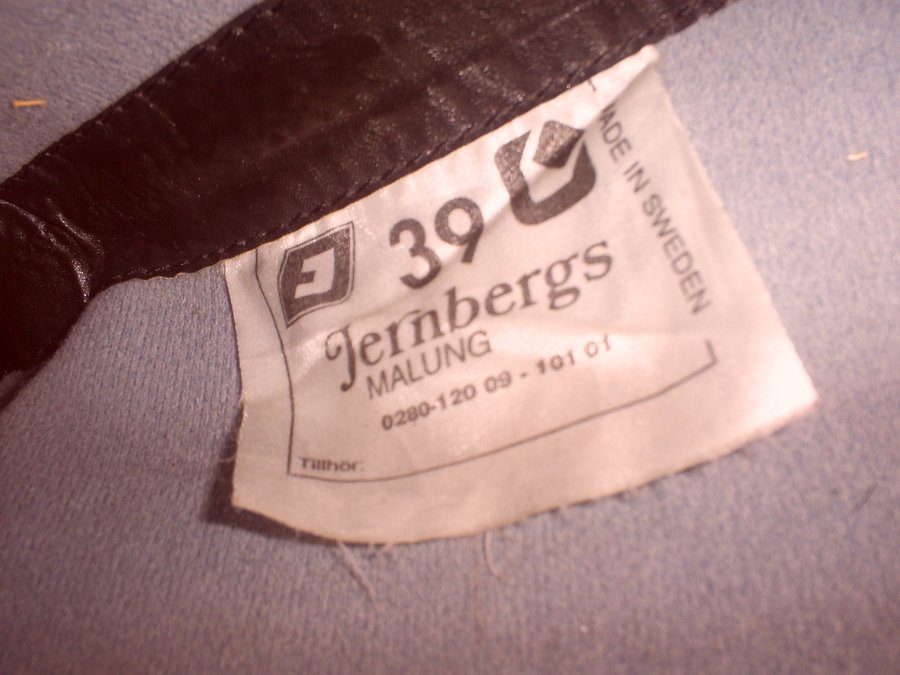 39
Jernbergs
MALUNG
0280-120 09 - 101 01
Tillhör:
MADE IN SWEDEN